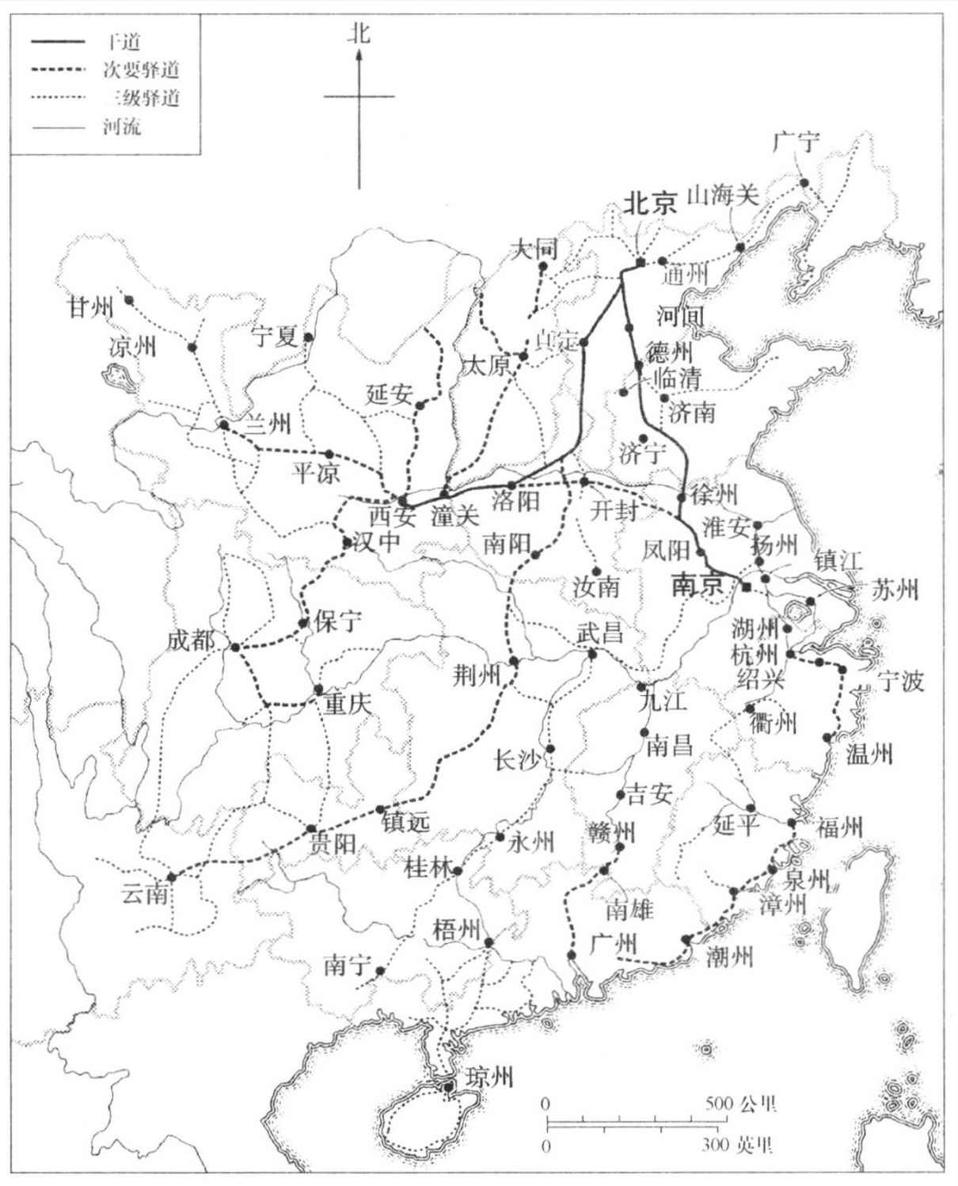 干道
次要驿道
三级驿道
河流
北
广宁
北京
山海关
大同
通州
甘州
河间
宁夏
凉州
真定
德州
太原
临清
延安
济南
兰州
济宁
平凉
徐州
洛阳
西安
潼关
开封
淮安
汉中
南阳
扬州
凤阳
镇江
汝南
南京
苏州
保宁
湖州
成都
武昌
杭州
荆州
绍兴
宁波
重庆
九江
衢州
南昌
温州
长沙
吉安
镇远
延平
福州
贵阳
永州
赣州
桂林
泉州
云南
南雄
漳州
梧州
广州
潮州
南宁
琼州
0 500 公里
0 300 英里